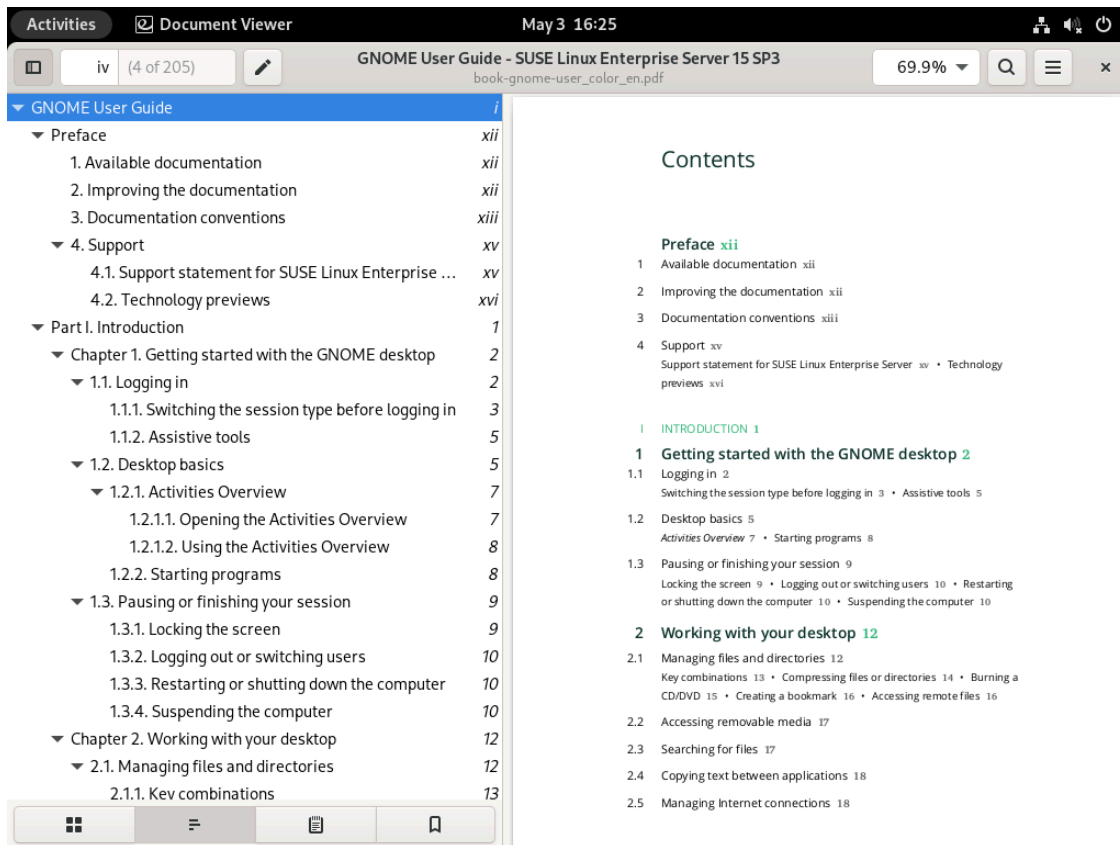 Activities Document Viewer May 3 16:25
iv (4 of 205) GNOME User Guide - SUSE Linux Enterprise Server 15 SP3 69.9%
book-gnome-user_color_en.pdf
GNOME User Guide i
Preface xii
1. Available documentation xii
2. Improving the documentation xii
3. Documentation conventions xiii
4. Support xv
4.1. Support statement for SUSE Linux Enterprise … xv
4.2. Technology previews xvi
Part I. Introduction 1
Chapter 1. Getting started with the GNOME desktop 2
1.1. Logging in 2
1.1.1. Switching the session type before logging in 3
1.1.2. Assistive tools 5
1.2. Desktop basics 5
1.2.1. Activities Overview 7
1.2.1.1. Opening the Activities Overview 7
1.2.1.2. Using the Activities Overview 8
1.2.2. Starting programs 8
1.3. Pausing or finishing your session 9
1.3.1. Locking the screen 9
1.3.2. Logging out or switching users 10
1.3.3. Restarting or shutting down the computer 10
1.3.4. Suspending the computer 10
Chapter 2. Working with your desktop 12
2.1. Managing files and directories 12
2.1.1. Key combinations 13
Contents
Preface xii
1 Available documentation xii
2 Improving the documentation xii
3 Documentation conventions xiii
4 Support xv
Support statement for SUSE Linux Enterprise Server xv • Technology
previews xvi
I INTRODUCTION 1
1 Getting started with the GNOME desktop 2
1.1 Logging in 2
Switching the session type before logging in 3 • Assistive tools 5
1.2 Desktop basics 5
Activities Overview 7 • Starting programs 8
1.3 Pausing or finishing your session 9
Locking the screen 9 • Logging out or switching users 10 • Restarting
or shutting down the computer 10 • Suspending the computer 10
2 Working with your desktop 12
2.1 Managing files and directories 12
Key combinations 13 • Compressing files or directories 14 • Burning a
CD/DVD 15 • Creating a bookmark 16 • Accessing remote files 16
2.2 Accessing removable media 17
2.3 Searching for files 17
2.4 Copying text between applications 18
2.5 Managing Internet connections 18